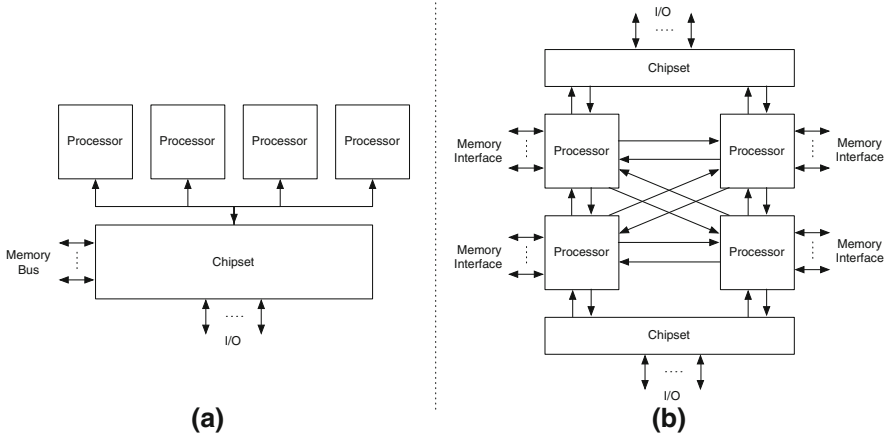 Processor
Processor
Processor
Processor
Memory
Bus
Chipset
....
I/O
(a)
I/O
....
Chipset
Memory
Interface
Processor
Processor
Memory
Interface
Memory
Interface
Processor
Processor
Memory
Interface
Chipset
....
I/O
(b)